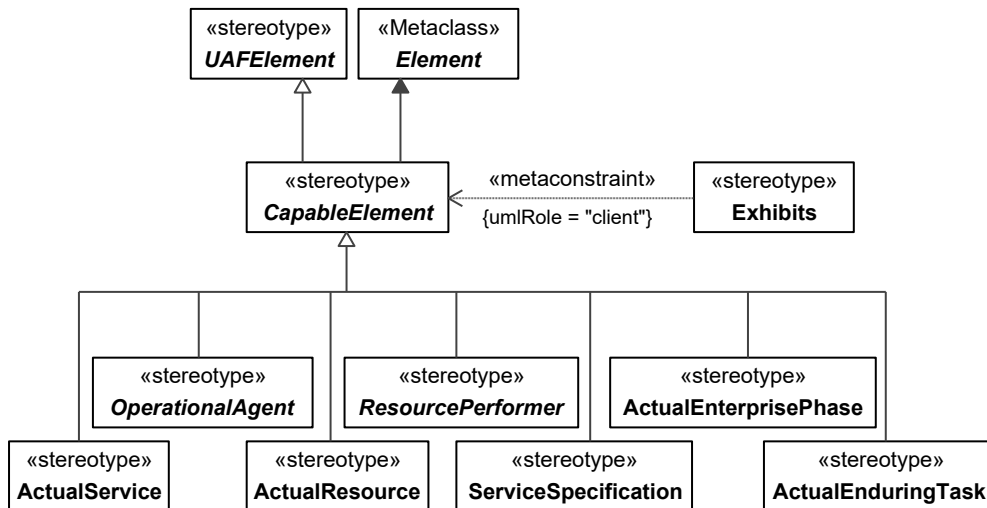 «stereotype»
UAFElement
«Metaclass»
Element
«stereotype»
CapableElement
«metaconstraint»
{umlRole = "client"}
«stereotype»
Exhibits
«stereotype»
OperationalAgent
«stereotype»
ResourcePerformer
«stereotype»
ActualEnterprisePhase
«stereotype»
ActualService
«stereotype»
ActualResource
«stereotype»
ServiceSpecification
«stereotype»
ActualEnduringTask